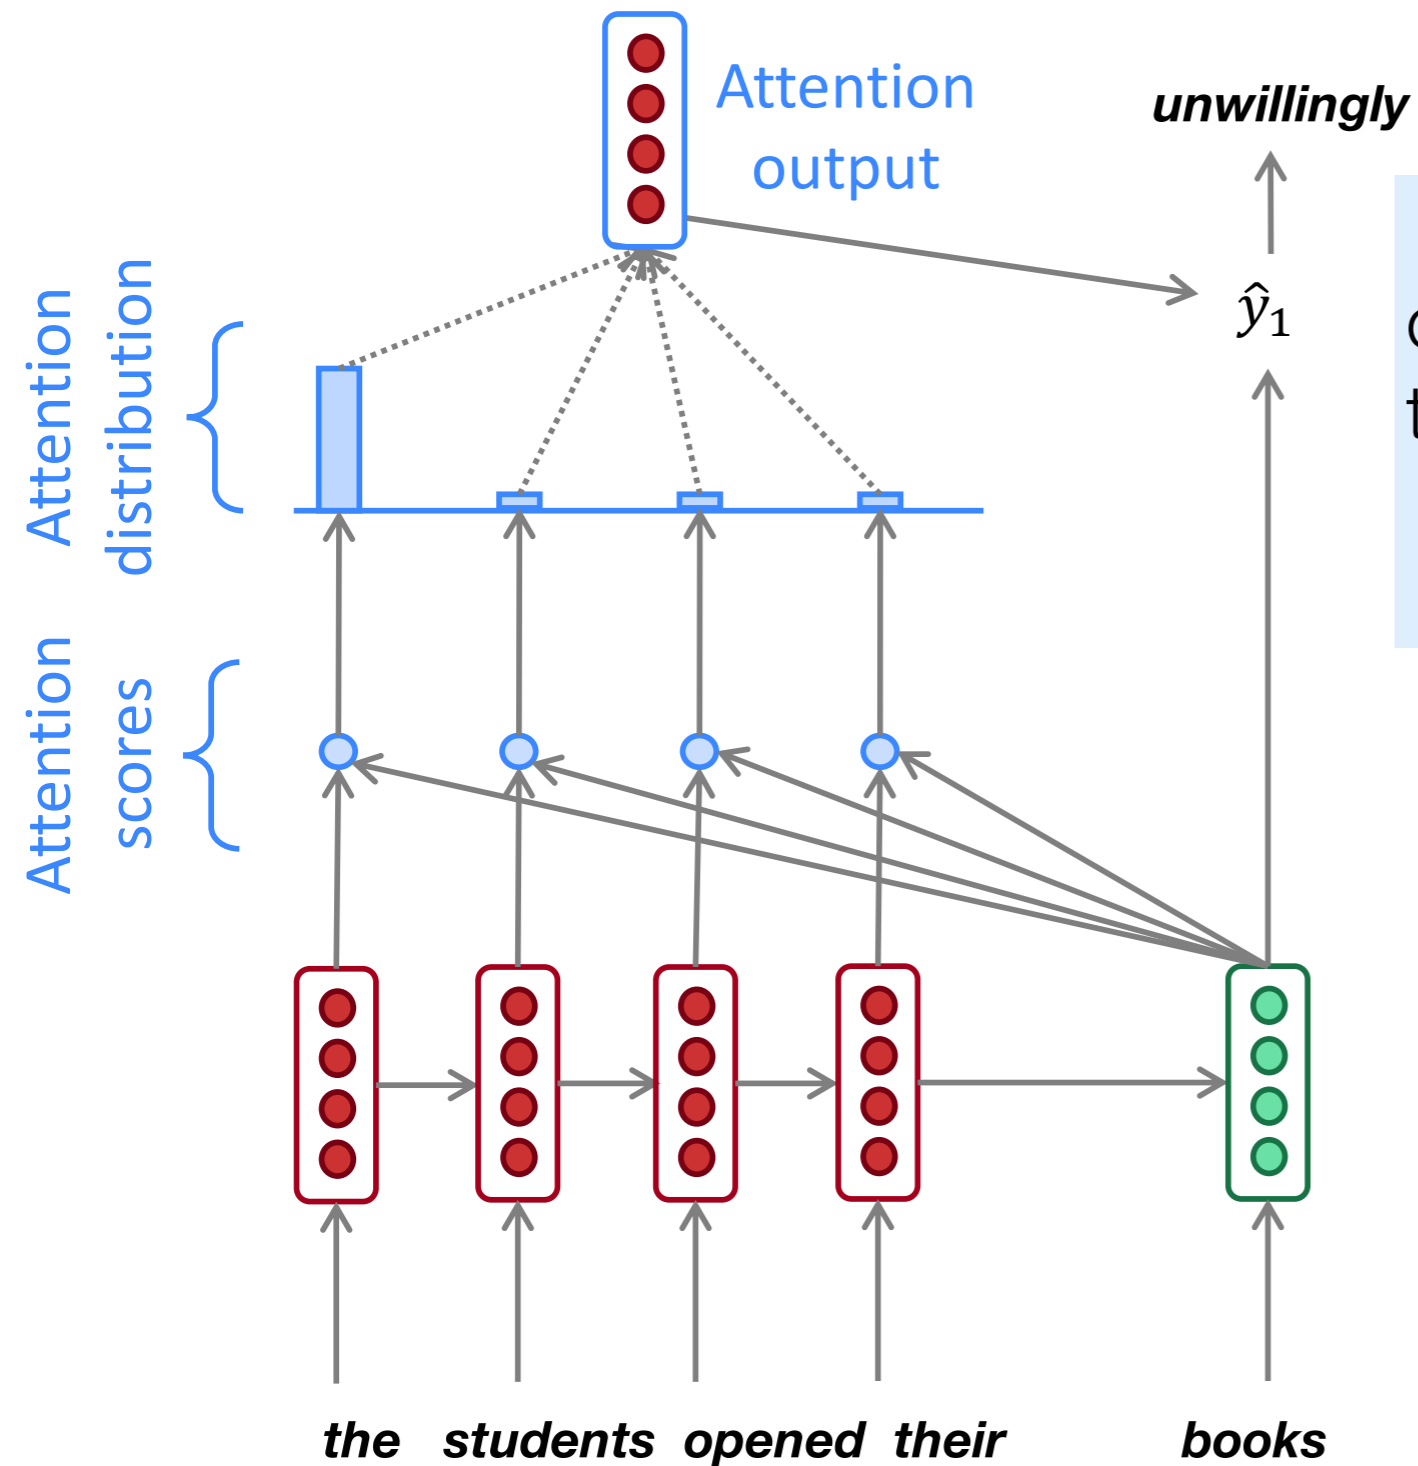 Attention
output
unwillingly
Attention
distribution
ŷ₁
Attention
scores
the students opened their books